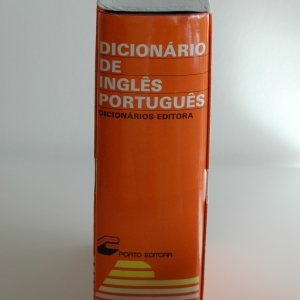 DICIONÁRIO
DE
INGLÊS
PORTUGUÊS
DICIONÁRIOS EDITORA
PORTO EDITORA